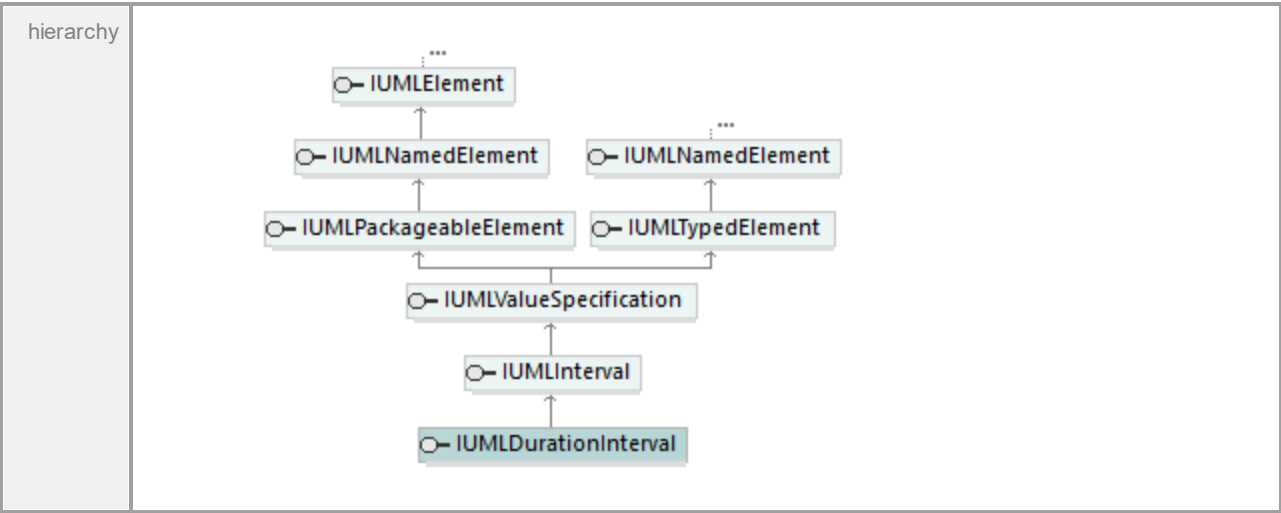 hierarchy
...
IUMLElement
...
IUMLNamedElement
IUMLNamedElement
IUMLPackageableElement
IUMLTypedElement
IUMLValueSpecification
IUMLInterval
IUMLDurationInterval